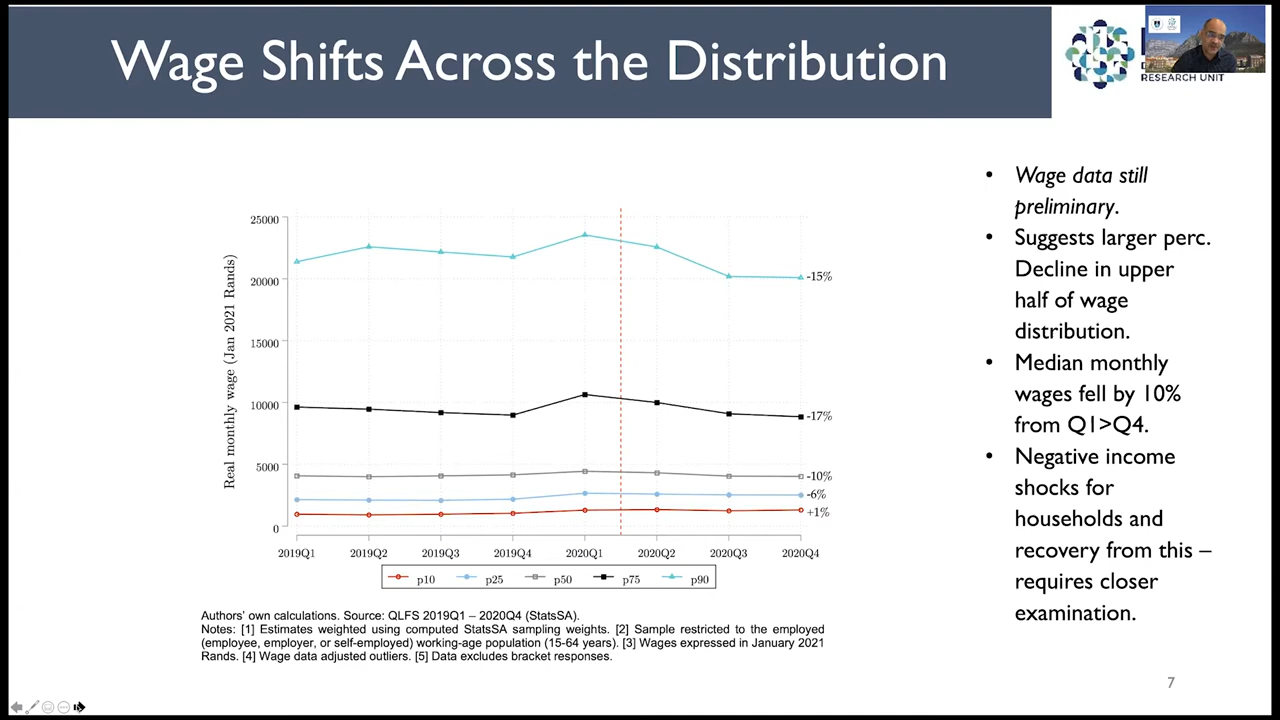 Wage Shifts Across the Distribution
RESEARCH UNIT
• Wage data still
preliminary.
• Suggests larger perc.
Decline in upper
half of wage
distribution.
• Median monthly
wages fell by 10%
from Q1>Q4.
• Negative income
shocks for
households and
recovery from this –
requires closer
examination.
Real monthly wage (Jan 2021 Rands)
25000
20000
15000
10000
5000
0
-15%
-17%
-10%
-6%
+1%
2019Q1 2019Q2 2019Q3 2019Q4 2020Q1 2020Q2 2020Q3 2020Q4
p10 p25 p50 p75 p90
Authors' own calculations. Source: QLFS 2019Q1 – 2020Q4 (StatsSA).
Notes: [1] Estimates weighted using computed StatsSA sampling weights. [2] Sample restricted to the employed
(employee, employer, or self-employed) working-age population (15-64 years). [3] Wages expressed in January 2021
Rands. [4] Wage data adjusted outliers. [5] Data excludes bracket responses.
7